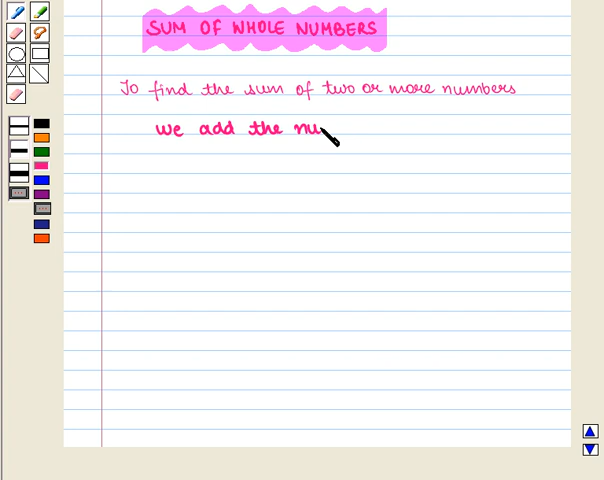 SUM OF WHOLE NUMBERS
To find the sum of two or more numbers
we add the nu